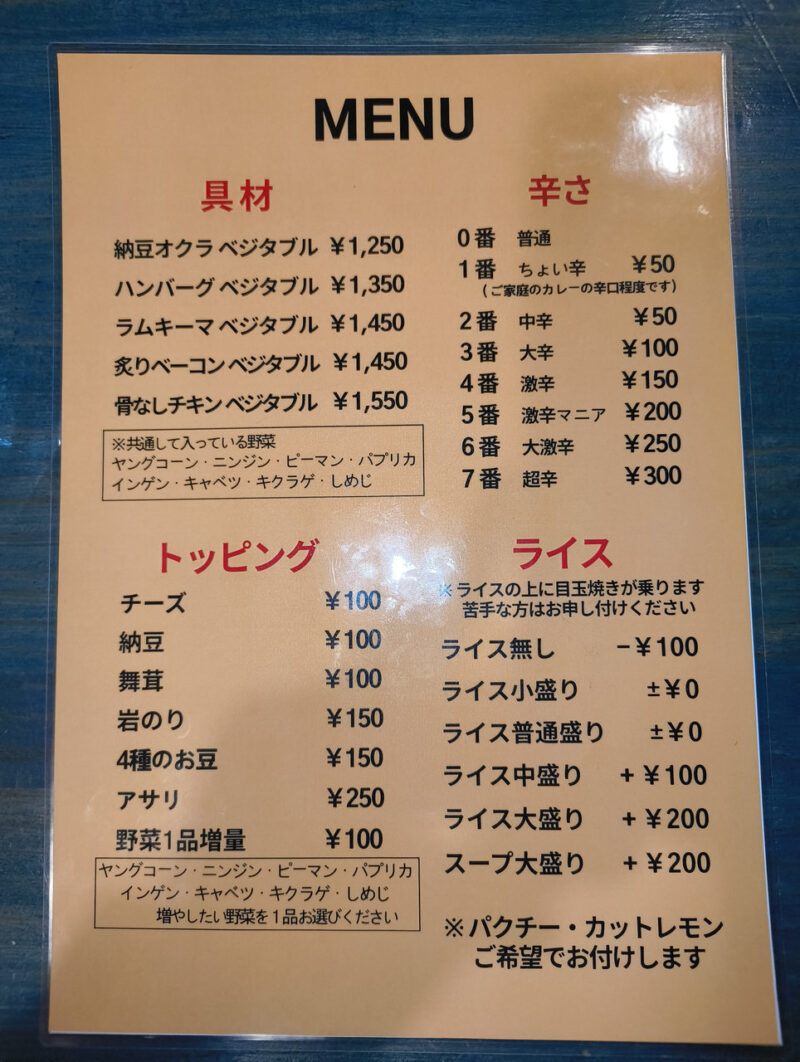 MENU
具材
納豆オクラ ベジタブル ￥1,250
ハンバーグ ベジタブル ￥1,350
ラムキーマ ベジタブル ￥1,450
炙りベーコン ベジタブル ￥1,450
骨なしチキン ベジタブル ￥1,550
※共通して入っている野菜
ヤングコーン・ニンジン・ピーマン・パプリカ
インゲン・キャベツ・キクラゲ・しめじ
辛さ
0番 普通
1番 ちょい辛 ￥50
(ご家庭のカレーの辛口程度です)
2番 中辛 ￥50
3番 大辛 ￥100
4番 激辛 ￥150
5番 激辛マニア ￥200
6番 大激辛 ￥250
7番 超辛 ￥300
トッピング
チーズ ￥100
納豆 ￥100
舞茸 ￥100
岩のり ￥150
4種のお豆 ￥150
アサリ ￥250
野菜1品増量 ￥100
ヤングコーン・ニンジン・ピーマン・パプリカ
インゲン・キャベツ・キクラゲ・しめじ
増やしたい野菜を1品お選びください
ライス
※ライスの上に目玉焼きが乗ります
苦手な方はお申し付けください
ライス無し −￥100
ライス小盛り ±￥0
ライス普通盛り ±￥0
ライス中盛り +￥100
ライス大盛り +￥200
スープ大盛り +￥200
※パクチー・カットレモン
ご希望でお付けします